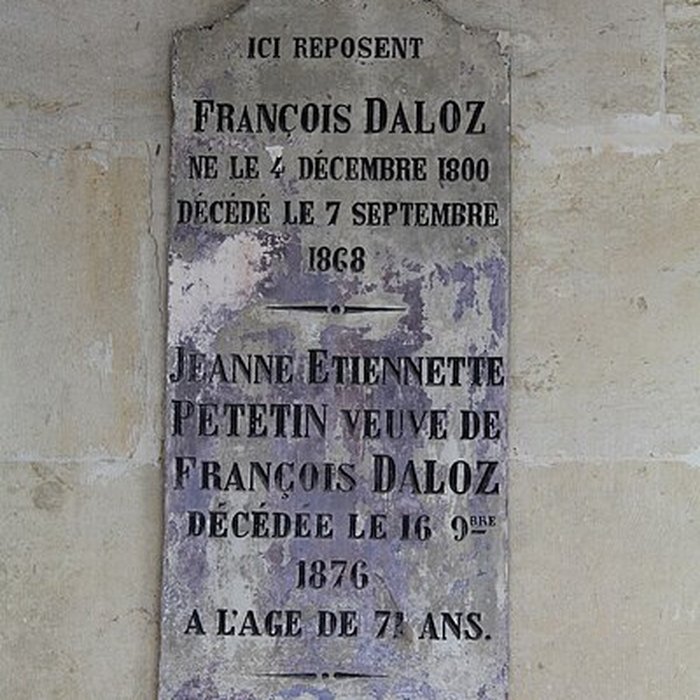 ICI REPOSENT
FRANÇOIS DALOZ
NE LE 4 DÉCEMBRE 1800
DÉCÉDÉ LE 7 SEPTEMBRE
1868
JEANNE ETIENNETTE
PETETIN VEUVE DE
FRANÇOIS DALOZ
DÉCÉDÉE LE 16 9BRE
1876
A L'AGE DE ANS.